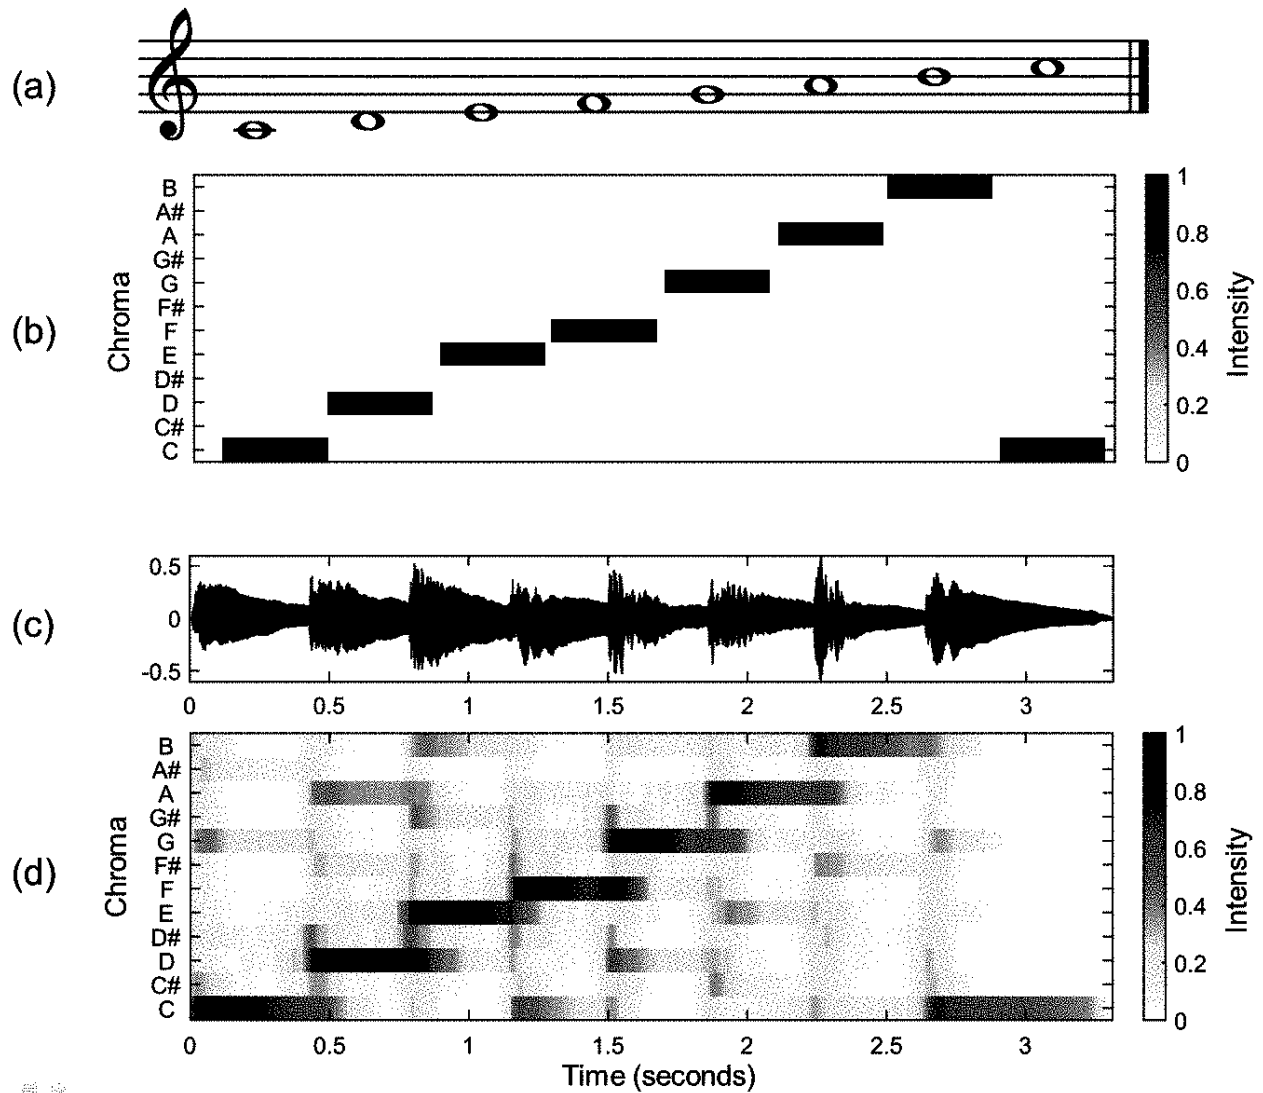 (a)
(b)
Chroma
B
A#
A
G#
G
F#
F
E
D#
D
C#
C
1
0.8
0.6
0.4
0.2
0
Intensity
(c)
0.5
0
-0.5
0 0.5 1 1.5 2 2.5 3
(d)
Chroma
B
A#
A
G#
G
F#
F
E
D#
D
C#
C
1
0.8
0.6
0.4
0.2
0
Intensity
0 0.5 1 1.5 2 2.5 3
Time (seconds)